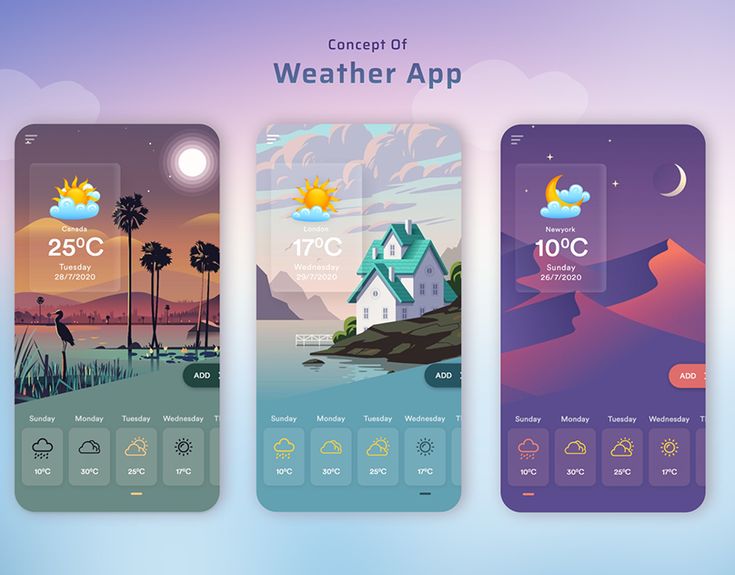 Concept Of
Weather App
Canada
25⁰C
Tuesday
28/7/2020
ADD
Sunday Monday Tuesday Wednesday Th
10⁰C 30⁰C 25⁰C 17⁰C
London
17⁰C
Wednesday
29/7/2020
ADD
Sunday Monday Tuesday Wednesday T
10⁰C 30⁰C 25⁰C 17⁰C
Newyork
10⁰C
Sunday
26/7/2020
ADD
Sunday Monday Tuesday Wednesday T
10⁰C 30⁰C 25⁰C 17⁰C